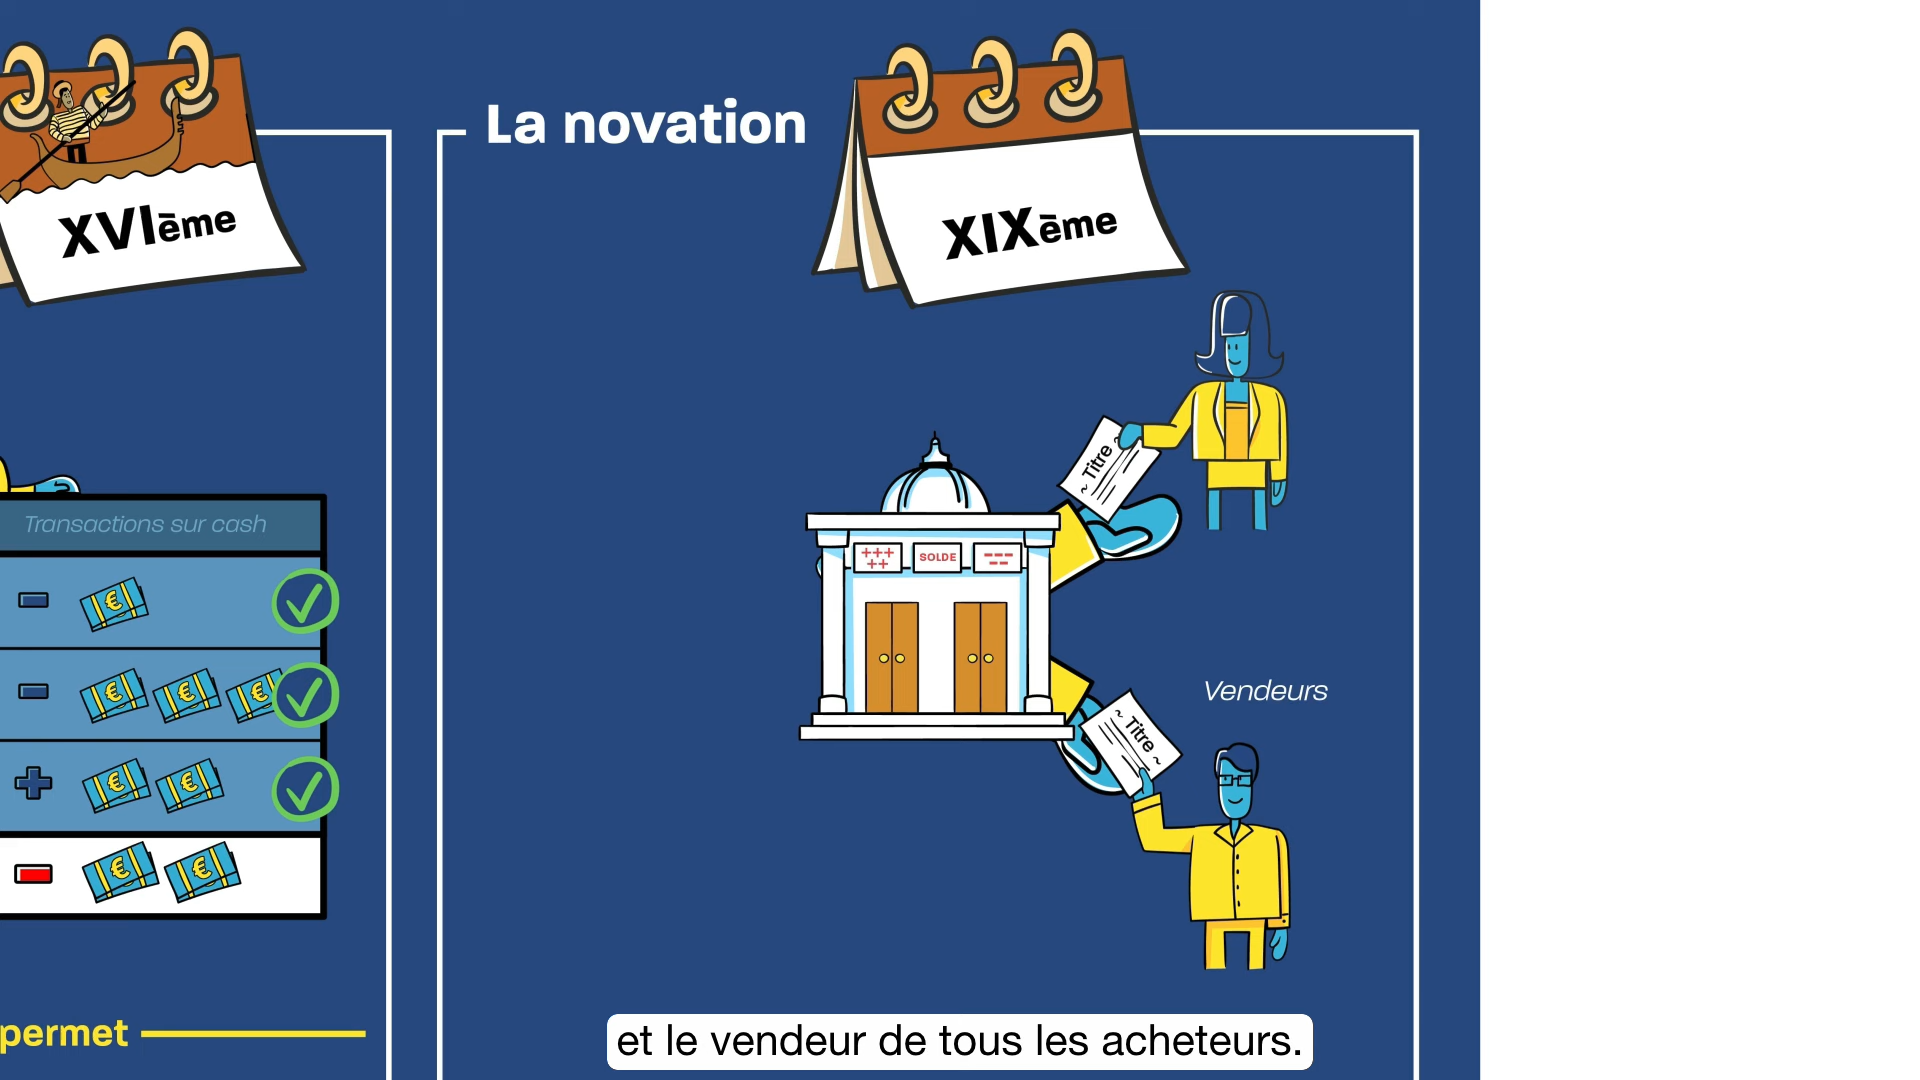 XVIème
La novation
XIXème
Titre
Transactions sur cash
+++
++
SOLDE
---
--
Vendeurs
Titre
permet
et le vendeur de tous les acheteurs.